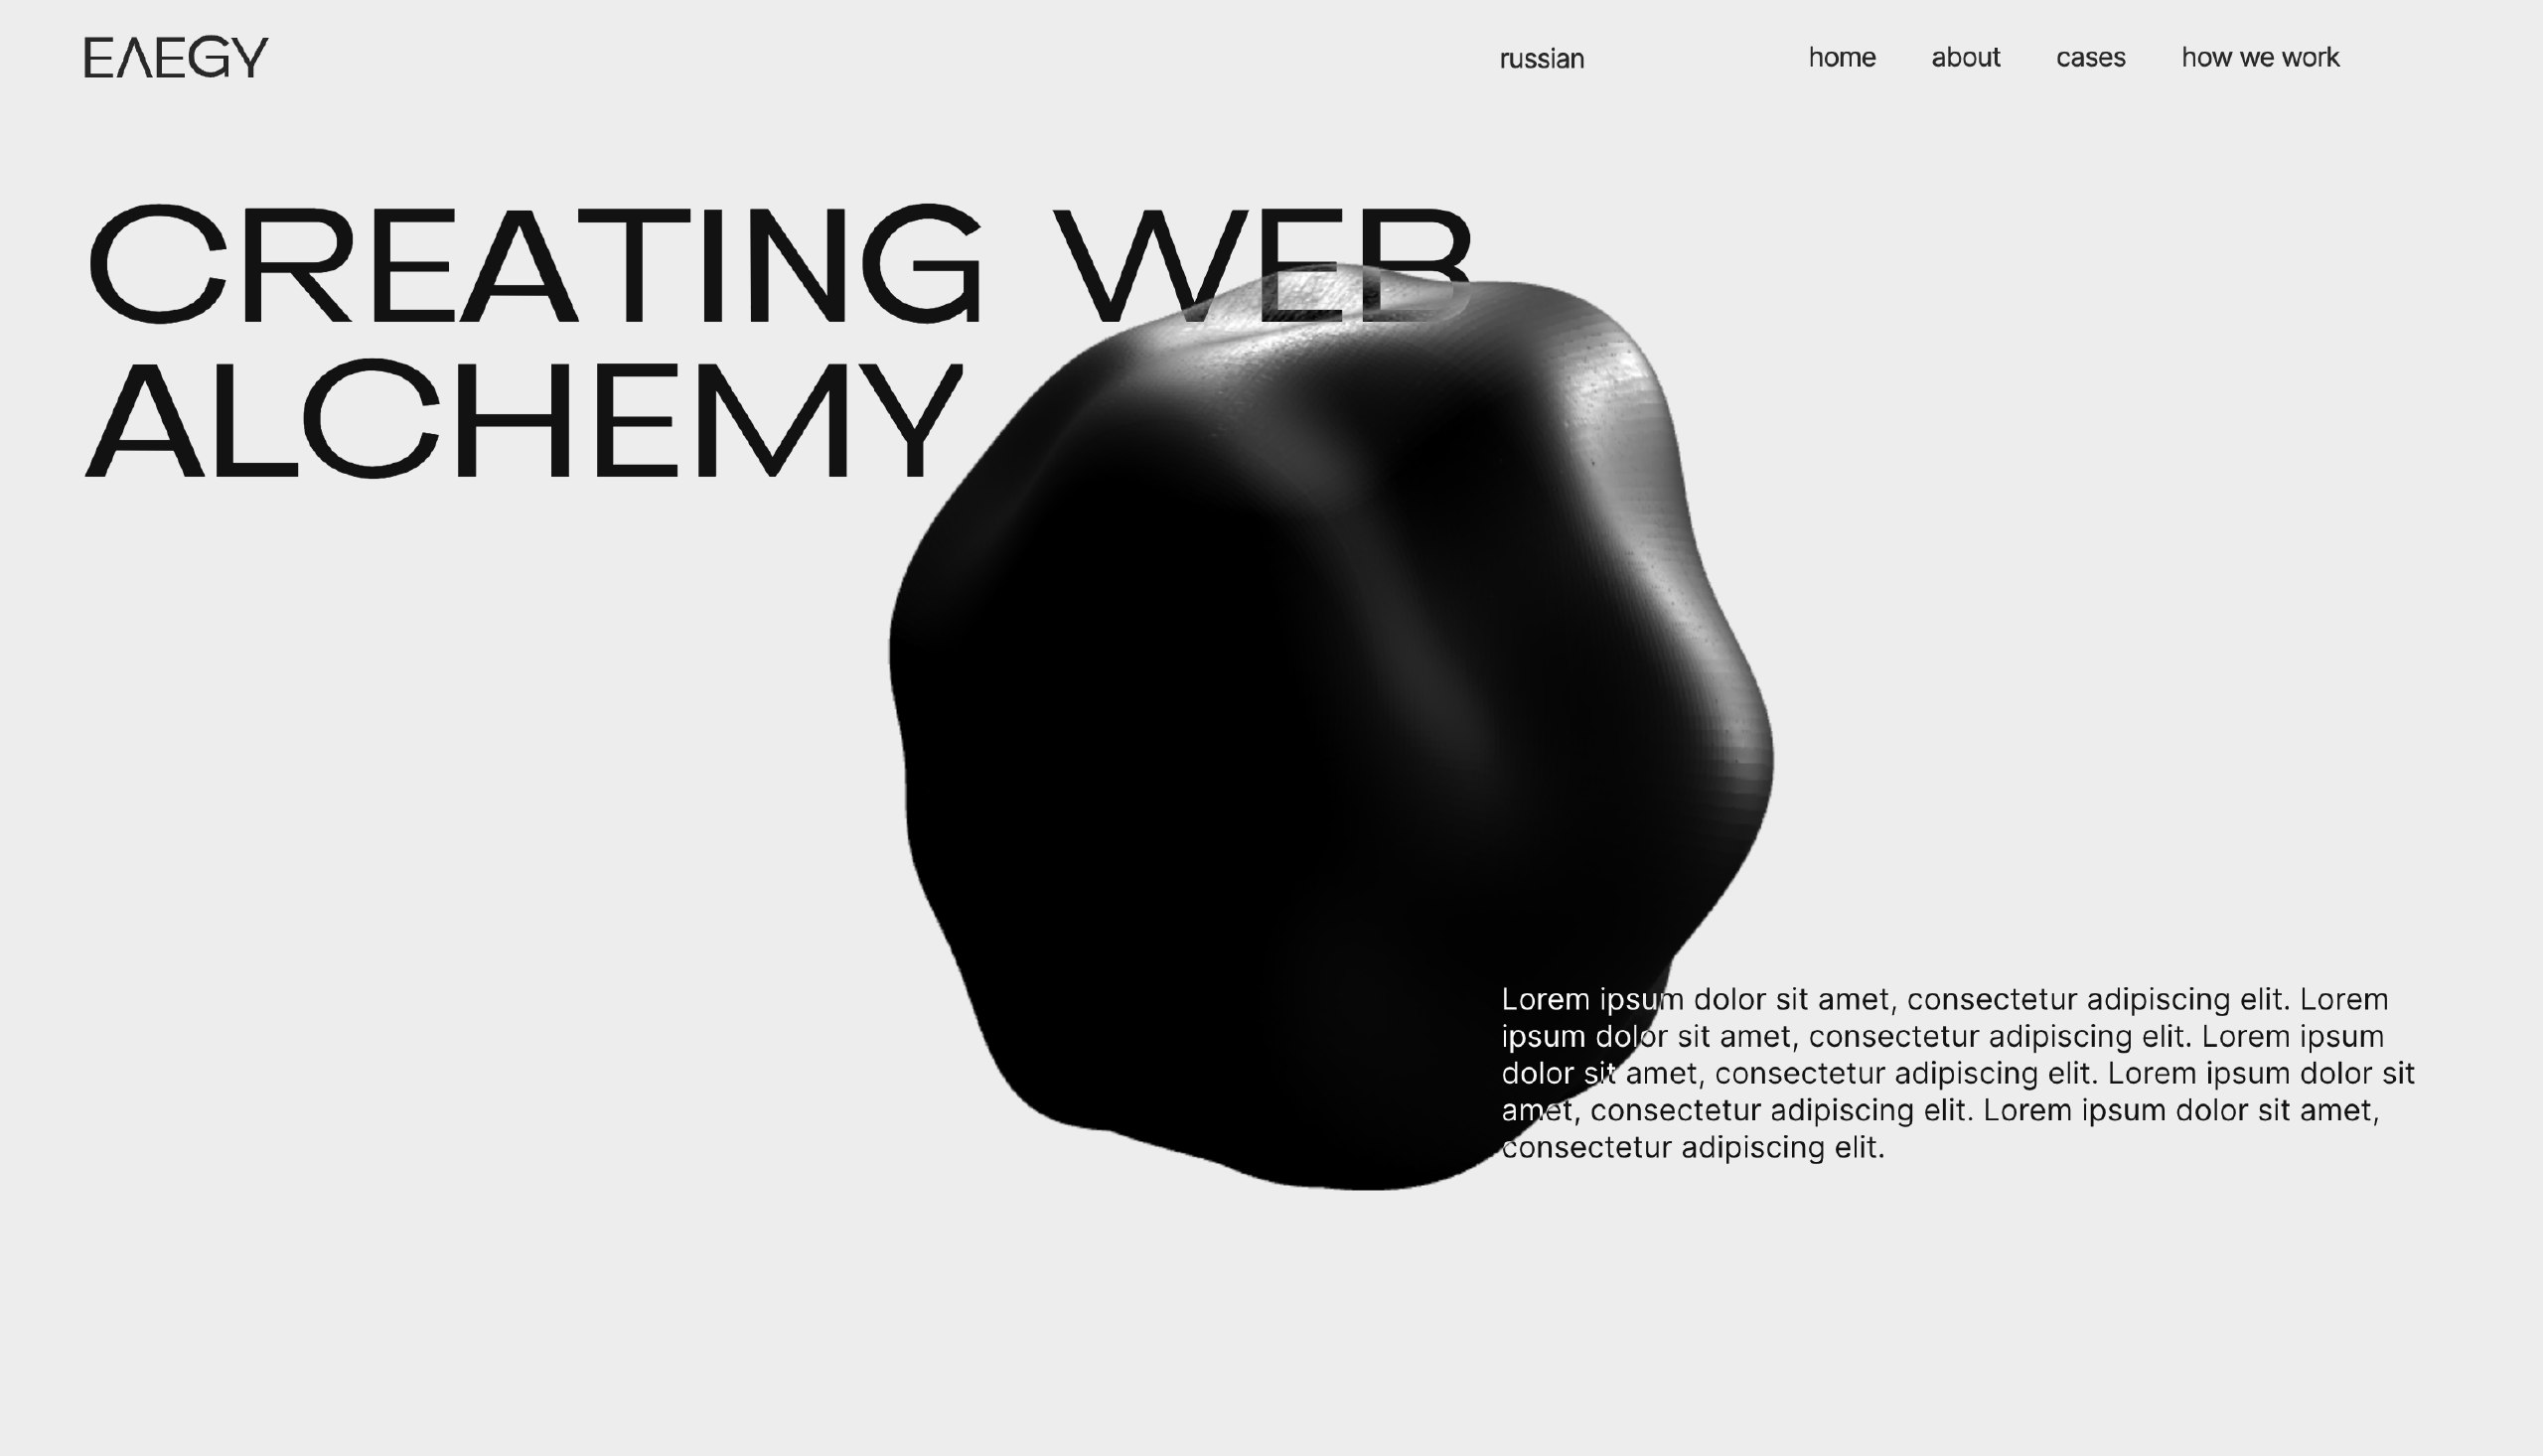 EΛEGY
russian
home about cases how we work
CREATING WEB
ALCHEMY
Lorem ipsum dolor sit amet, consectetur adipiscing elit. Lorem
ipsum dolor sit amet, consectetur adipiscing elit. Lorem ipsum
dolor sit amet, consectetur adipiscing elit. Lorem ipsum dolor sit
amet, consectetur adipiscing elit. Lorem ipsum dolor sit amet,
consectetur adipiscing elit.